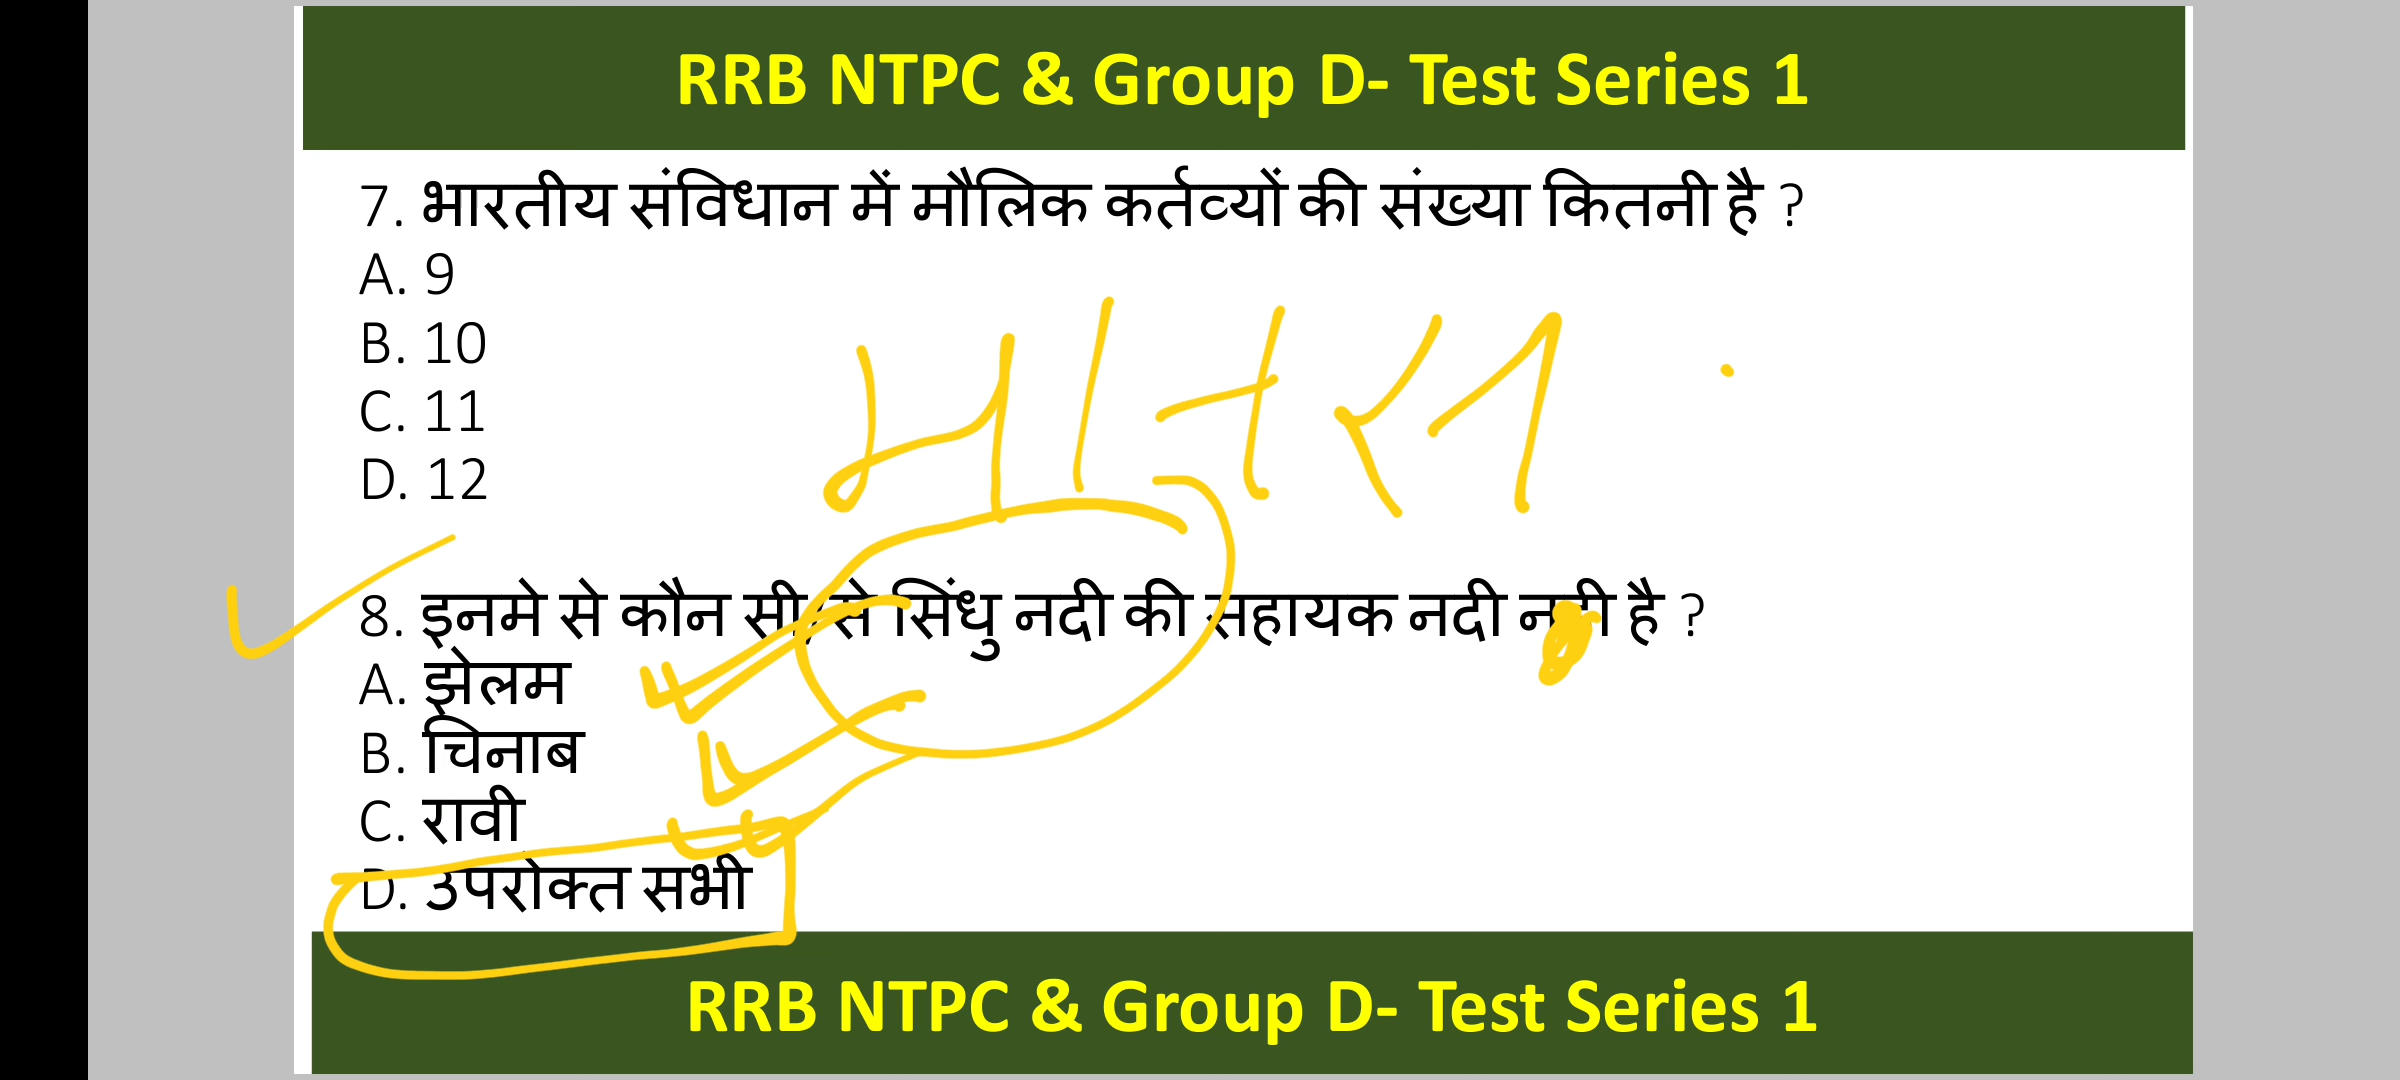 RRB NTPC & Group D- Test Series 1
7. भारतीय संविधान में मौलिक कर्तव्यों की संख्या कितनी है ?
A. 9
B. 10
C. 11
D. 12
8. इनमे से कौन सी से सिंधु नदी की सहायक नदी है ?
A. झेलम
B. चिनाब
C. रावी
D. उपरोक्त सभी
RRB NTPC & Group D- Test Series 1